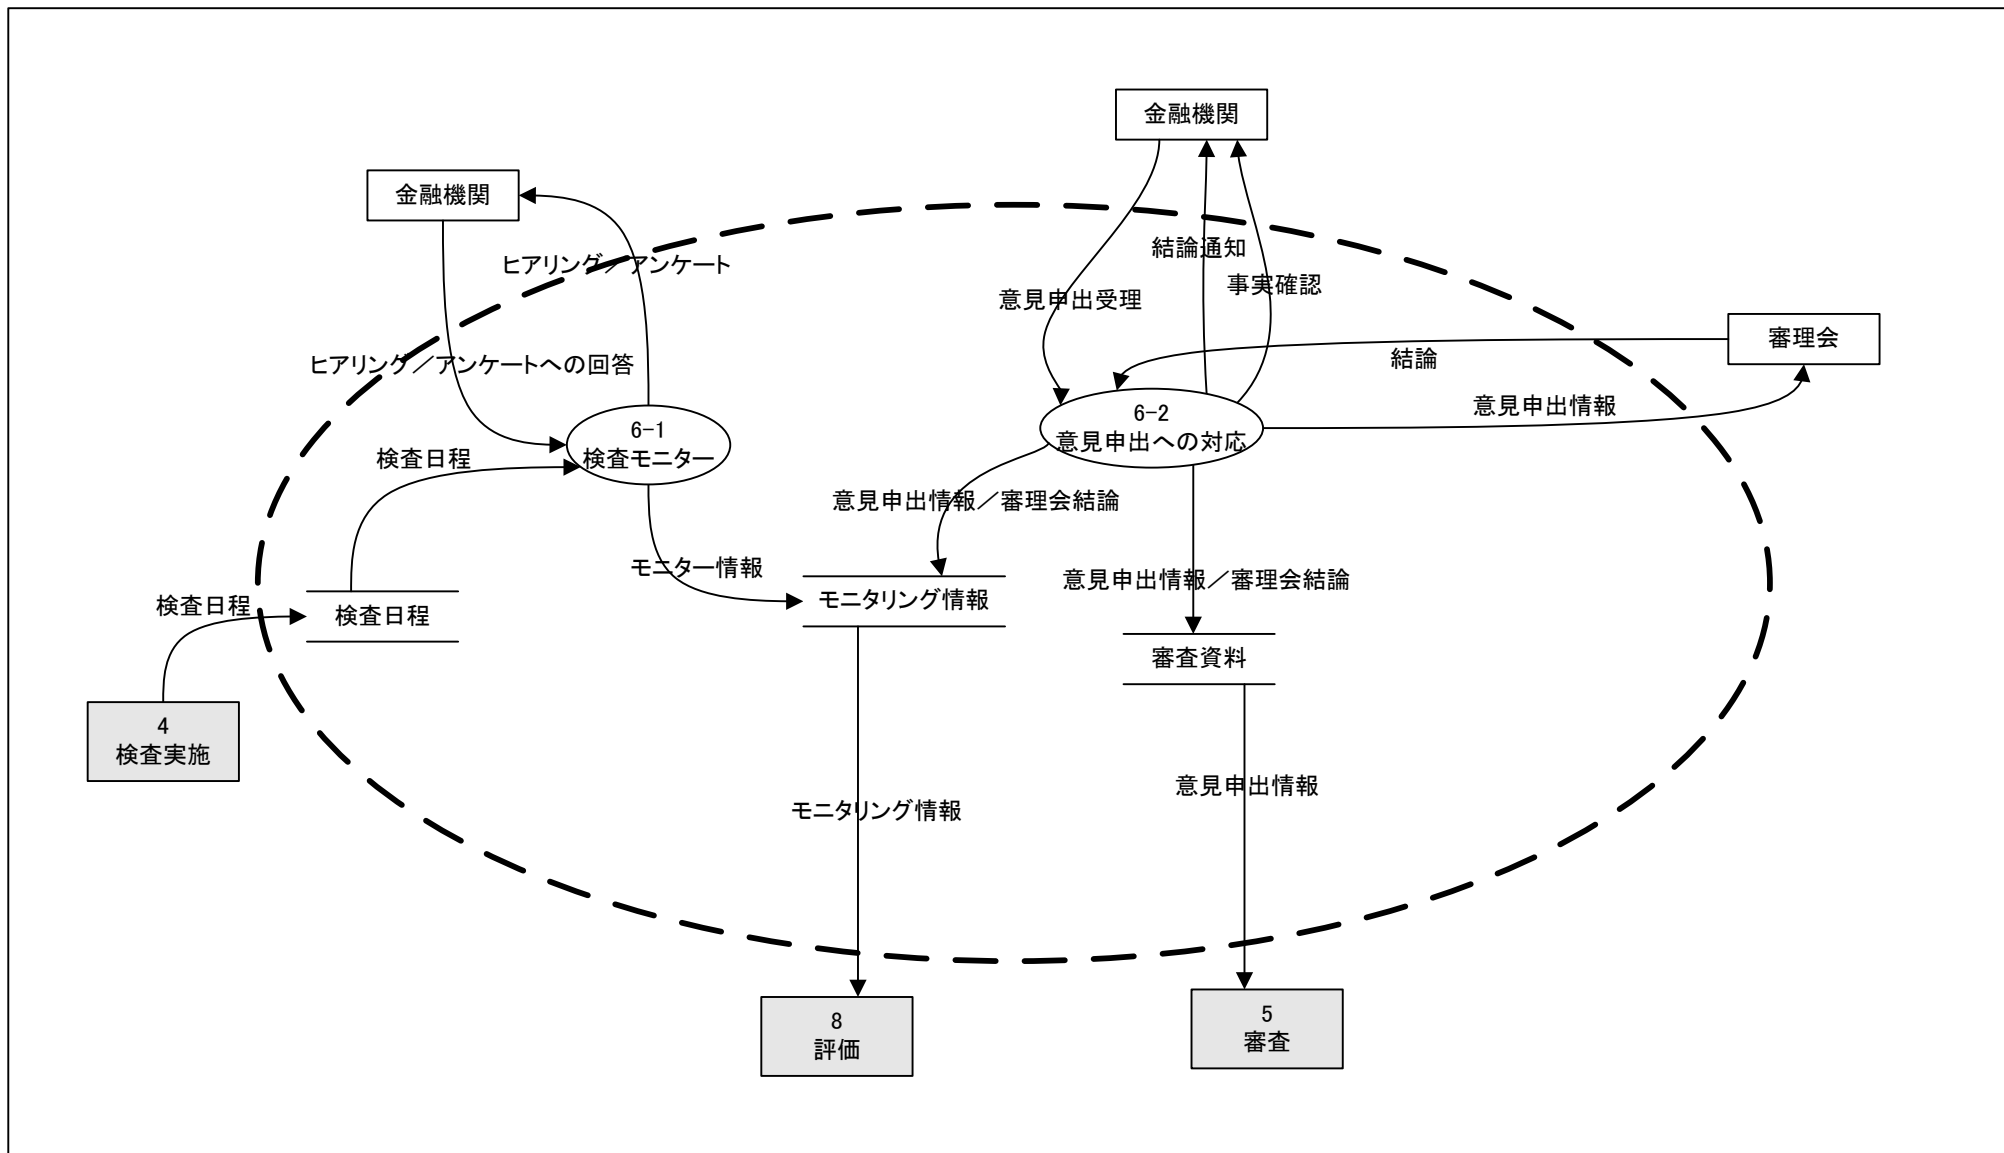 金融機関
金融機関
結論通知
ヒアリング／アンケート
事実確認
意見申出受理
審理会
結論
ヒアリング／アンケートへの回答
意見申出情報
6-1
検査モニター
6-2
意見申出への対応
検査日程
意見申出情報／審理会結論
モニター情報
意見申出情報／審理会結論
検査日程
検査日程
モニタリング情報
審査資料
4
検査実施
意見申出情報
モニタリング情報
8
評価
5
審査